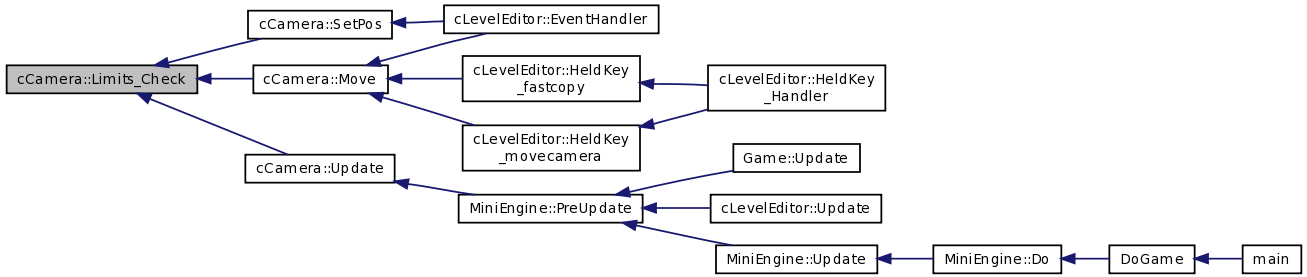 cCamera::Limits_Check
cCamera::SetPos
cLevelEditor::EventHandler
cCamera::Move
cLevelEditor::HeldKey
_fastcopy
cLevelEditor::HeldKey
_Handler
cLevelEditor::HeldKey
_movecamera
cCamera::Update
MiniEngine::PreUpdate
Game::Update
cLevelEditor::Update
MiniEngine::Update
MiniEngine::Do
DoGame
main